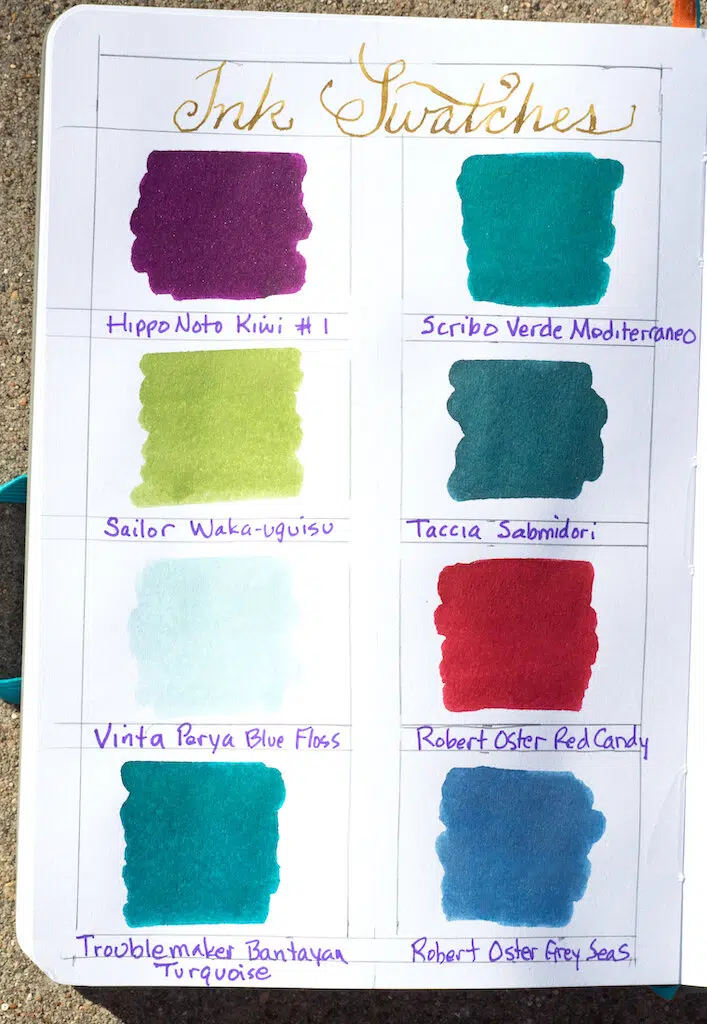 Ink Swatches
Hippo Noto Kiwi #1
Scribo Verde Mediterraneo
Sailor Waka-uguisu
Taccia Sabmidori
Vinta Perya Blue Floss
Robert Oster Red Candy
Troublemaker Bantayan
Turquoise
Robert Oster Grey Seas